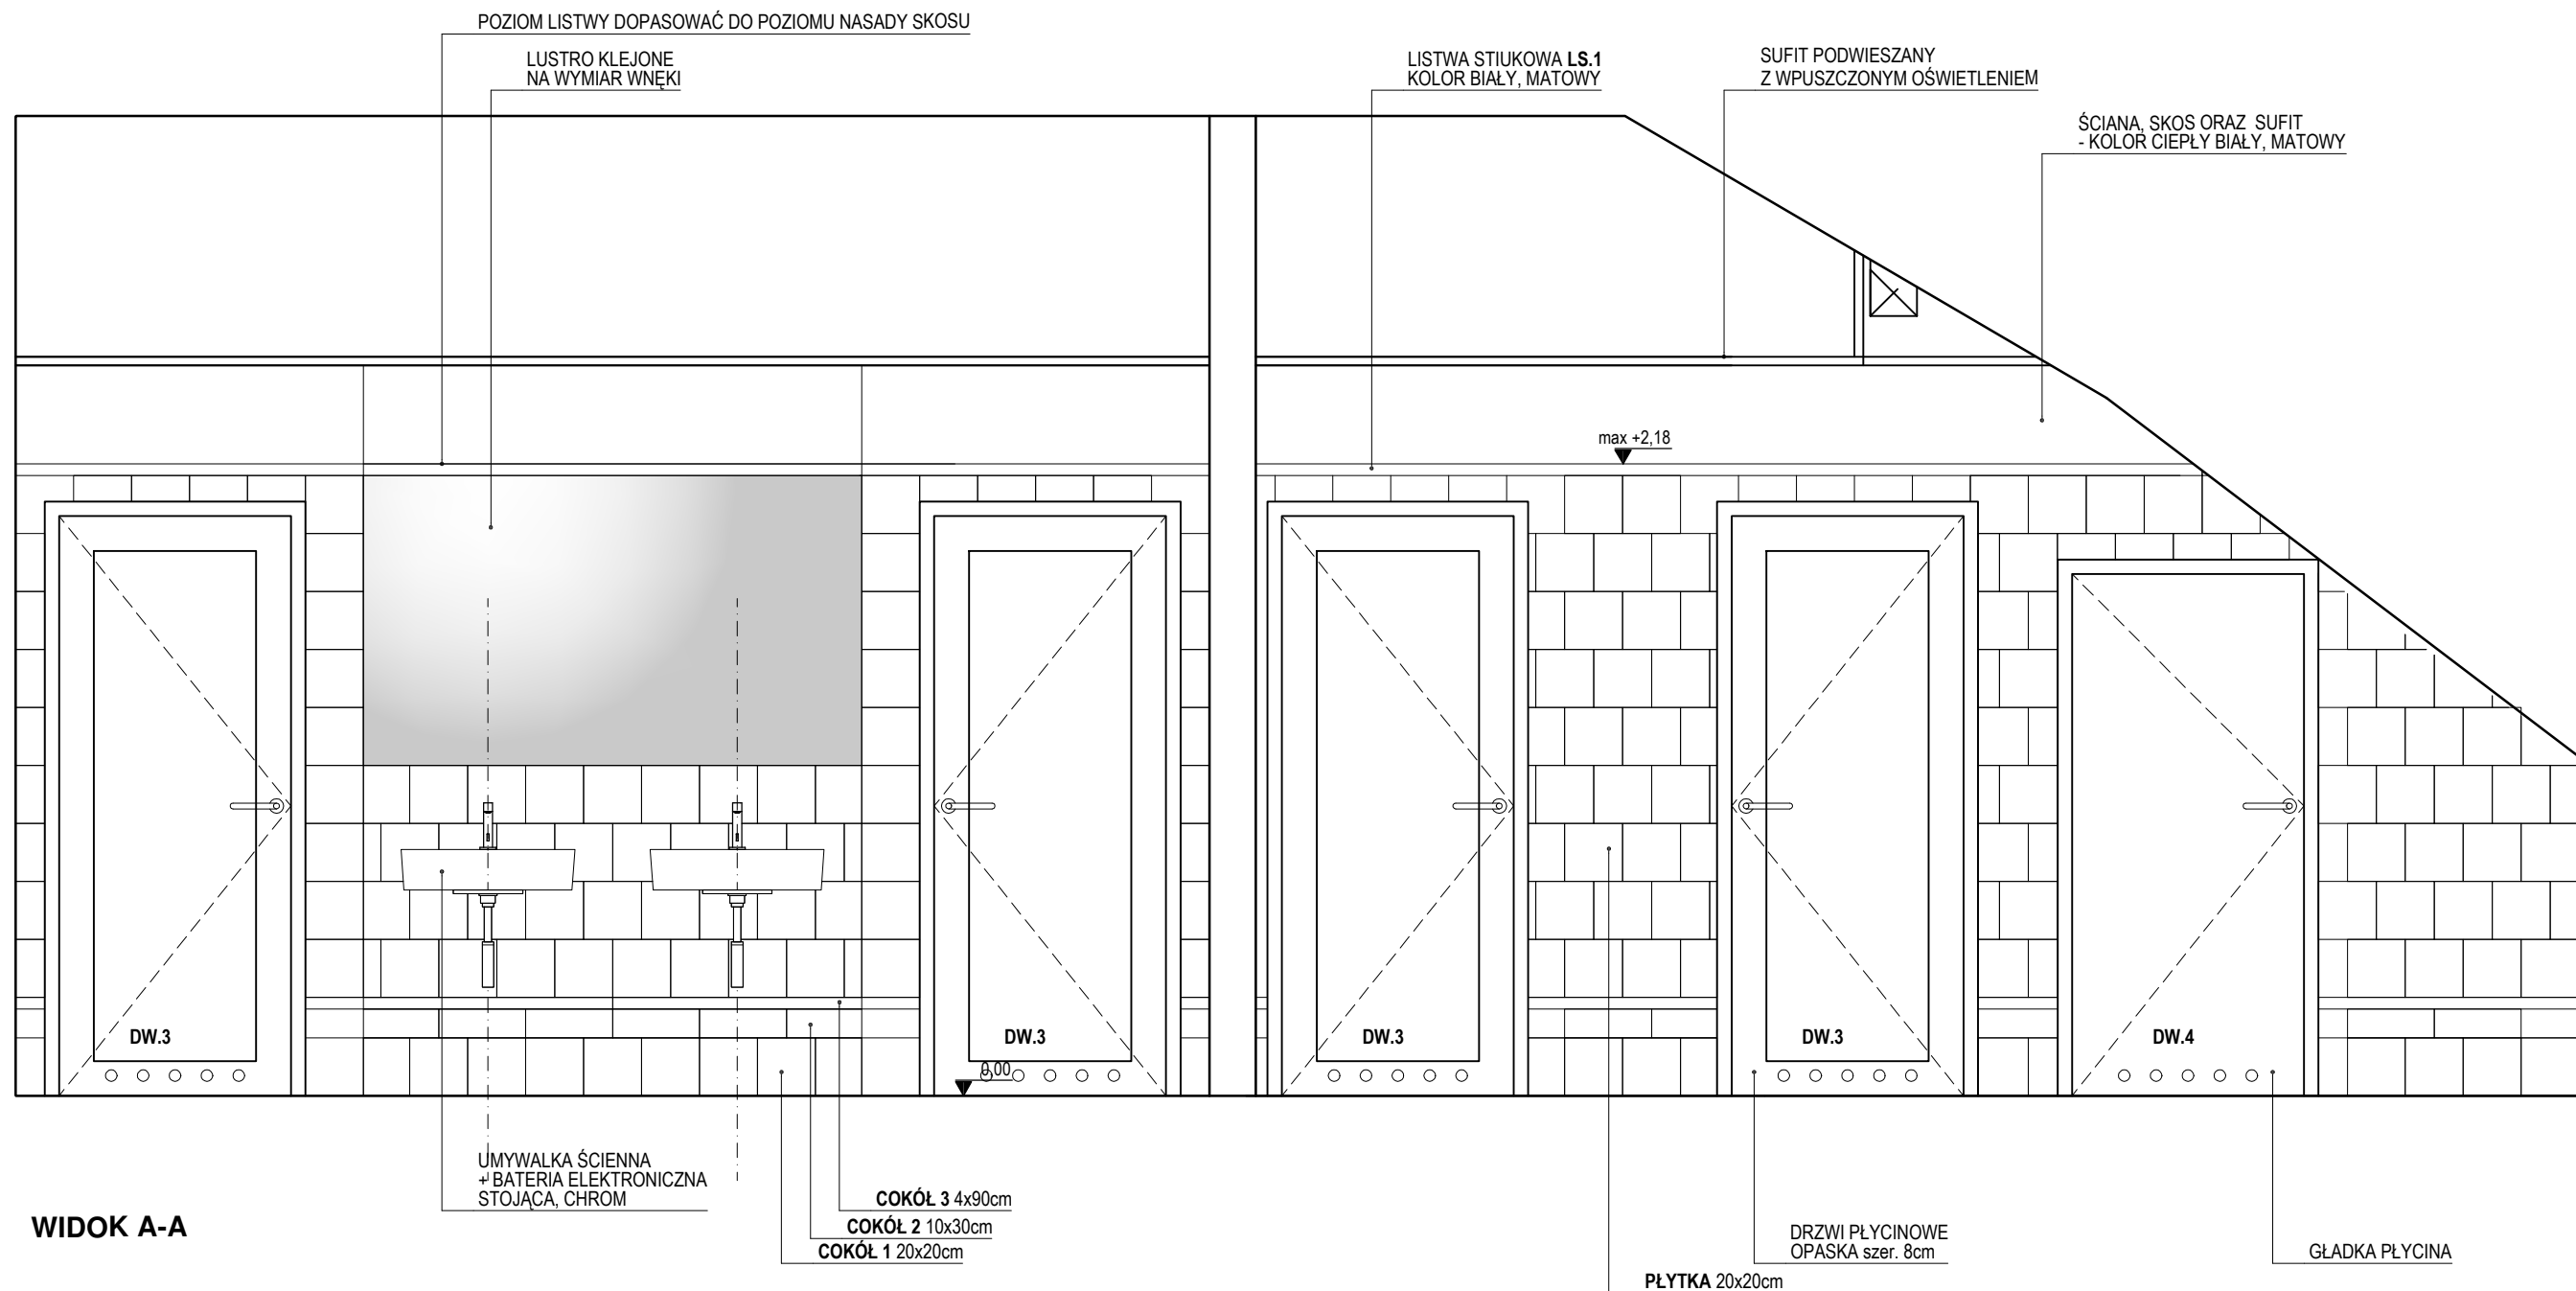 POZIOM LISTWY DOPASOWAĆ DO POZIOMU NASADY SKOSU
LUSTRO KLEJONE
NA WYMIAR WNĘKI
LISTWA STIUKOWA LS.1
KOLOR BIAŁY, MATOWY
SUFIT PODWIESZANY
Z WPUSZCZONYM OŚWIETLENIEM
ŚCIANA, SKOS ORAZ SUFIT
- KOLOR CIEPŁY BIAŁY, MATOWY
max +2,18
DW.3
DW.3
DW.3
DW.3
DW.4
0,00
UMYWALKA ŚCIENNA
+ BATERIA ELEKTRONICZNA
STOJĄCA, CHROM
COKÓŁ 3 4x90cm
COKÓŁ 2 10x30cm
COKÓŁ 1 20x20cm
WIDOK A-A
DRZWI PŁYCINOWE
OPASKA szer. 8cm
GŁADKA PŁYCINA
PŁYTKA 20x20cm